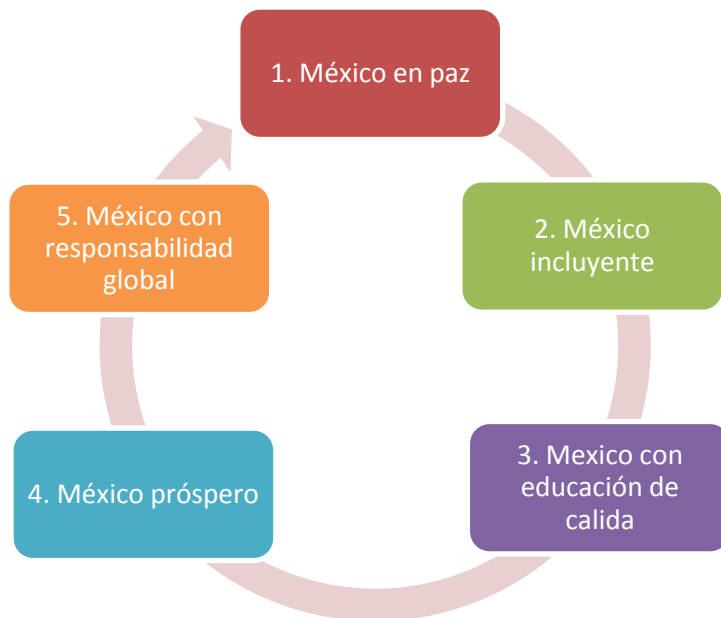 1. México en paz
2. México
incluyente
3. Mexico con
educación de
calida
4. México próspero
5. México con
responsabilidad
global